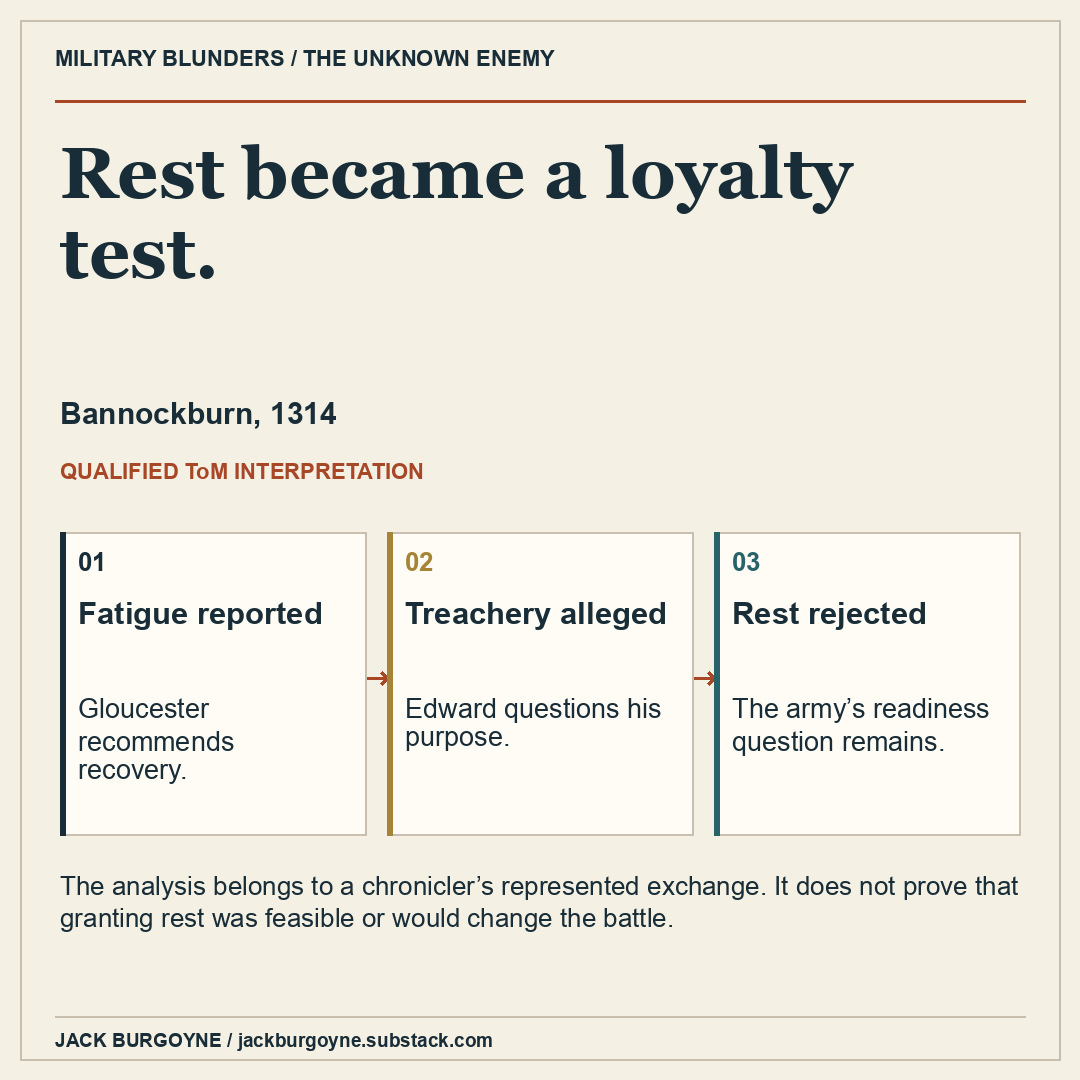 MILITARY BLUNDERS / THE UNKNOWN ENEMY
Rest became a loyalty
test.
Bannockburn, 1314
QUALIFIED ToM INTERPRETATION
01
Fatigue reported
Gloucester
recommends
recovery.
02
Treachery alleged
Edward questions his
purpose.
03
Rest rejected
The army’s readiness
question remains.
The analysis belongs to a chronicler’s represented exchange. It does not prove that
granting rest was feasible or would change the battle.
JACK BURGOYNE / jackburgoyne.substack.com